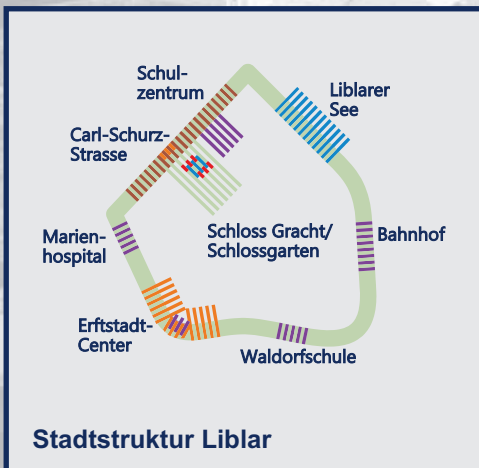 Schul-
zentrum
Liblarer
See
Carl-Schurz-
Strasse
Schloss Gracht/
Schlossgarten
Bahnhof
Marien-
hospital
Erftstadt-
Center
Waldorfschule
Stadtstruktur Liblar